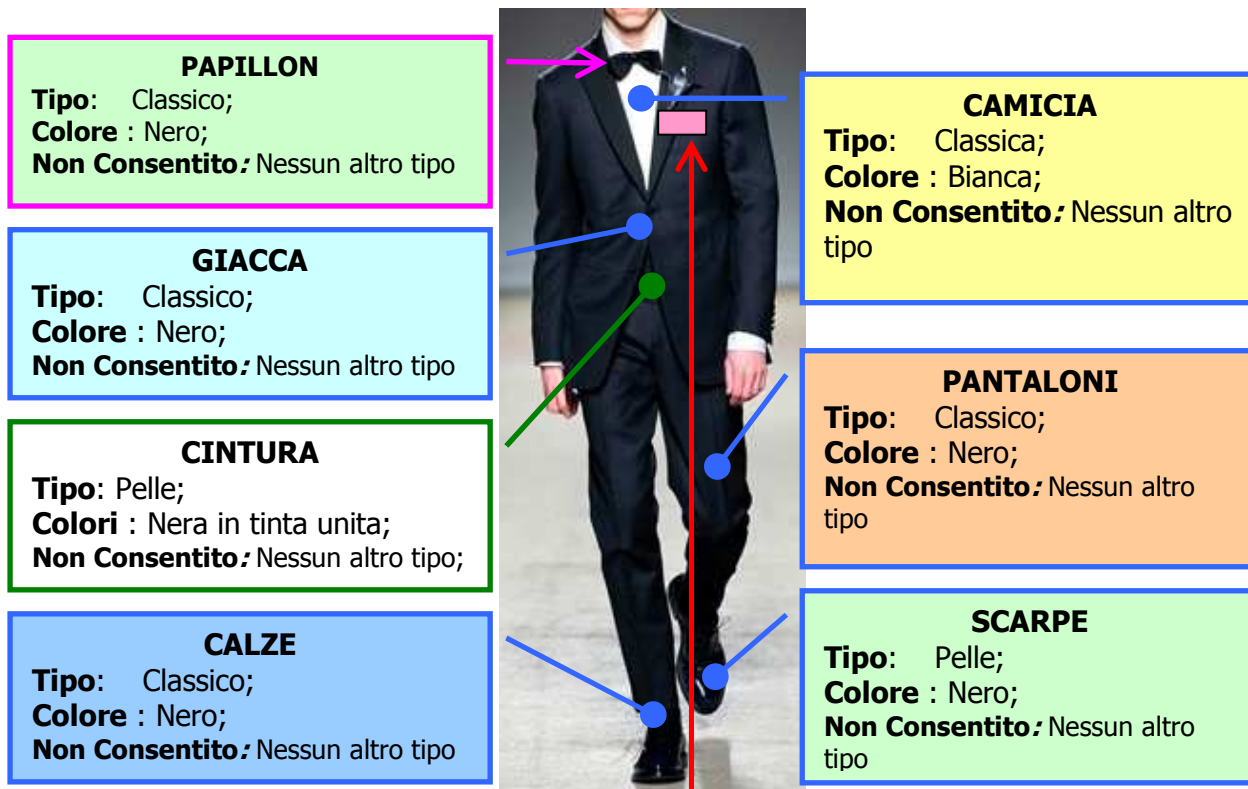 PAPILLON
Tipo: Classico;
Colore : Nero;
Non Consentito: Nessun altro tipo
GIACCA
Tipo: Classico;
Colore : Nero;
Non Consentito: Nessun altro tipo
CINTURA
Tipo: Pelle;
Colori : Nera in tinta unita;
Non Consentito: Nessun altro tipo;
CALZE
Tipo: Classico;
Colore : Nero;
Non Consentito: Nessun altro tipo
CAMICIA
Tipo: Classica;
Colore : Bianca;
Non Consentito: Nessun altro
tipo
PANTALONI
Tipo: Classico;
Colore : Nero;
Non Consentito: Nessun altro
tipo
SCARPE
Tipo: Pelle;
Colore : Nero;
Non Consentito: Nessun altro
tipo